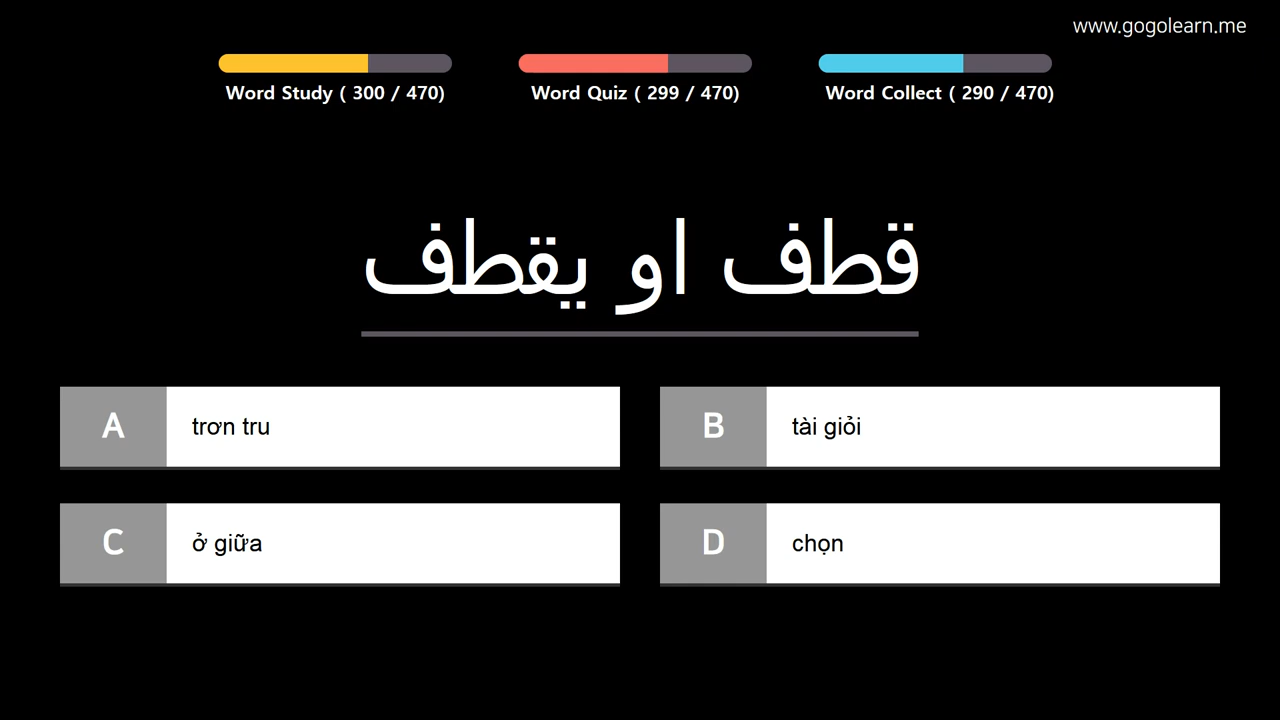 www.gogolearn.me
Word Study ( 300 / 470)
Word Quiz ( 299 / 470)
Word Collect ( 290 / 470)
قطف او يقطف
A trơn tru
B tài giỏi
C ở giữa
D chọn